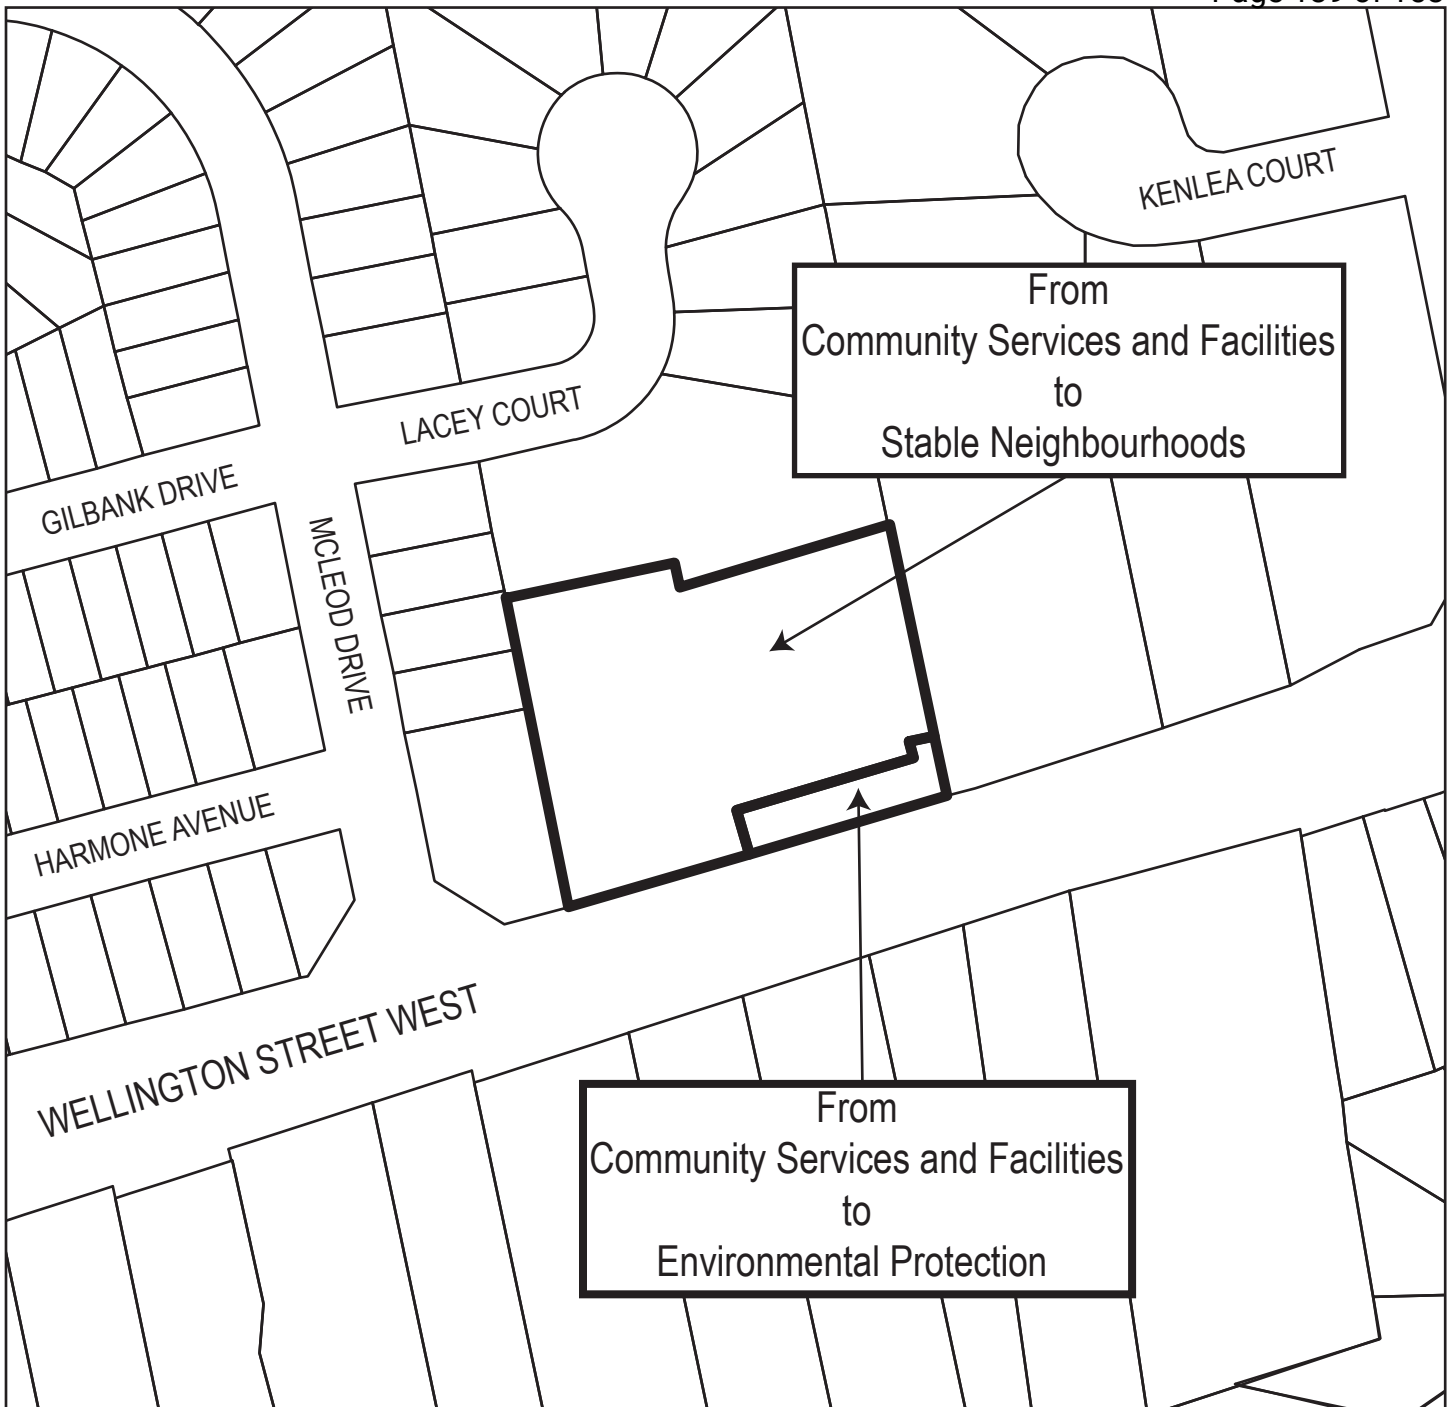 KENLEA COURT
From
Community Services and Facilities
to
Stable Neighbourhoods
LACEY COURT
GILBANK DRIVE
MCLEOD DRIVE
HARMONE AVENUE
WELLINGTON STREET WEST
From
Community Services and Facilities
to
Environmental Protection